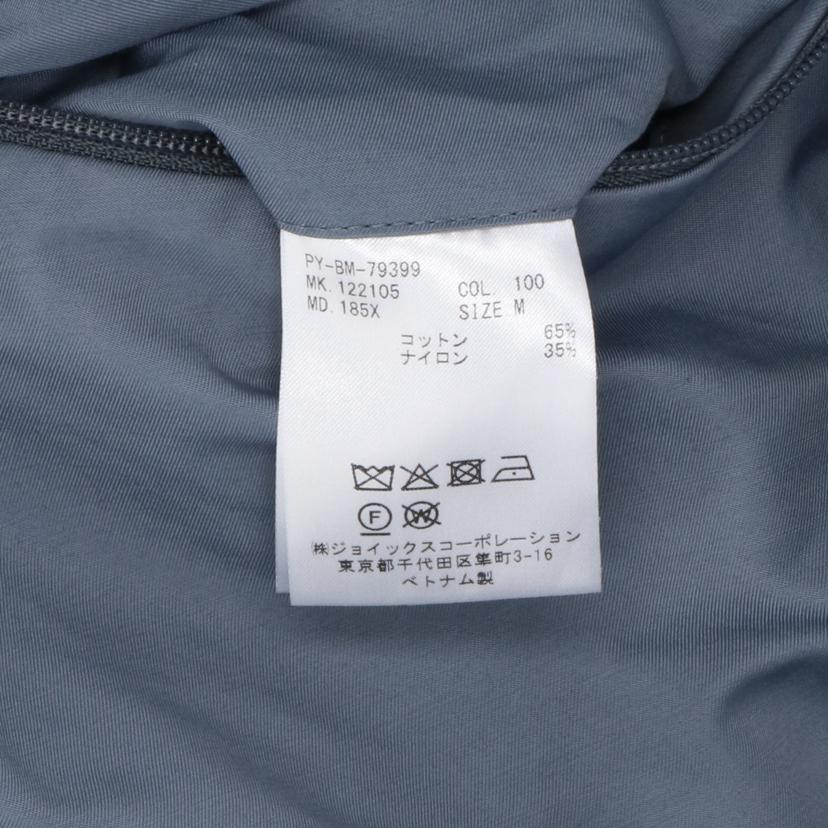 PY-BM-79399
MK. 122105 COL. 100
MD. 185X SIZE M
コットン 65%
ナイロン 35%
F W
㈱ジョイックスコーポレーション
東京都千代田区隼町3-16
ベトナム製